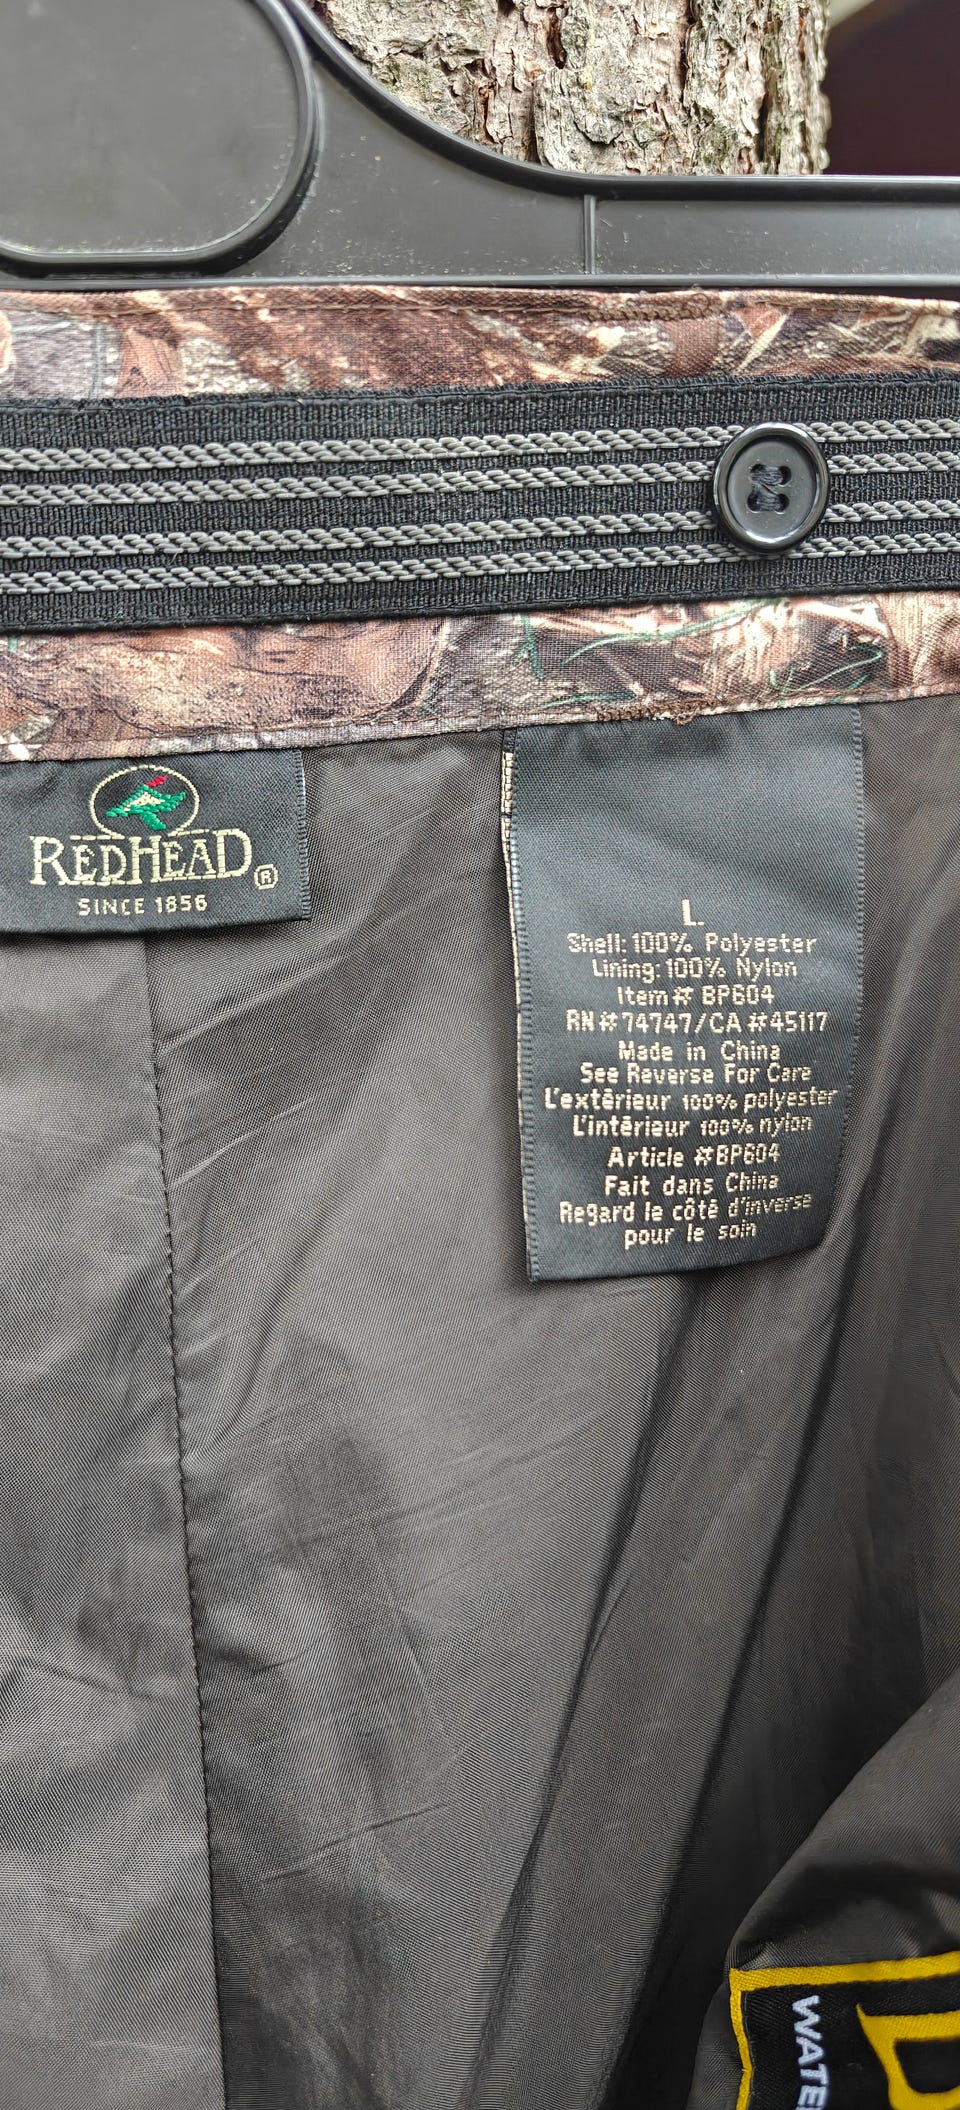 REDHEAD®
SINCE 1856
L
Shell: 100% Polyester
Lining: 100% Nylon
Item # BP604
RN#74747/CA #45117
Made in China
See Reverse For Care
L'extérieur 100% polyester
L'intérieur 100% nylon
Article #BP604
Fait dans China
Regard le côté d'inverse
pour le soin